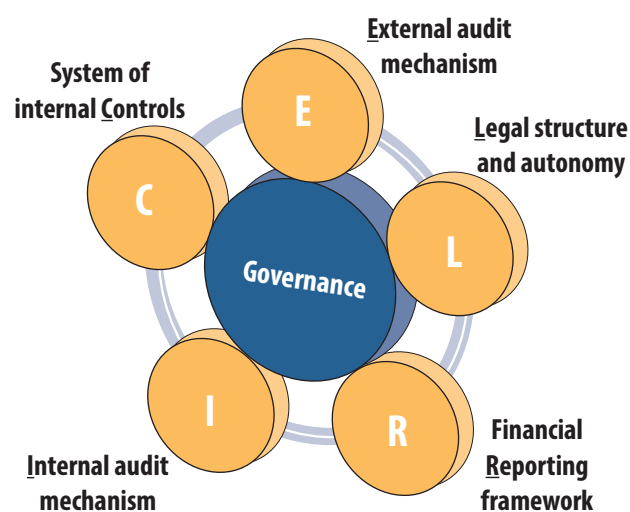 External audit
mechanism
E
System of
internal Controls
C
Legal structure
and autonomy
L
Governance
I
Internal audit
mechanism
R
Financial
Reporting
framework